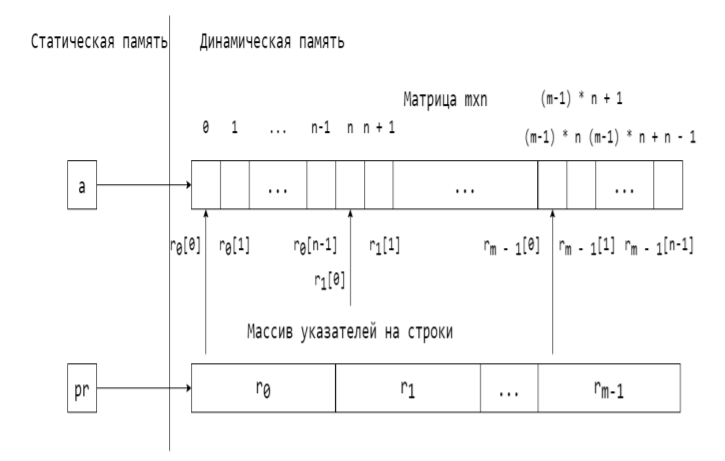 Статическая память Динамическая память
Матрица mxn (m-1) * n + 1
0 1 ... n-1 n n + 1 (m-1) * n (m-1) * n + n - 1
a ... ... ...
r0[0] r0[1] r0[n-1] r1[1] rm - 1[0] rm - 1[1] rm - 1[n-1]
r1[0]
Массив указателей на строки
pr r0 r1 ... rm-1